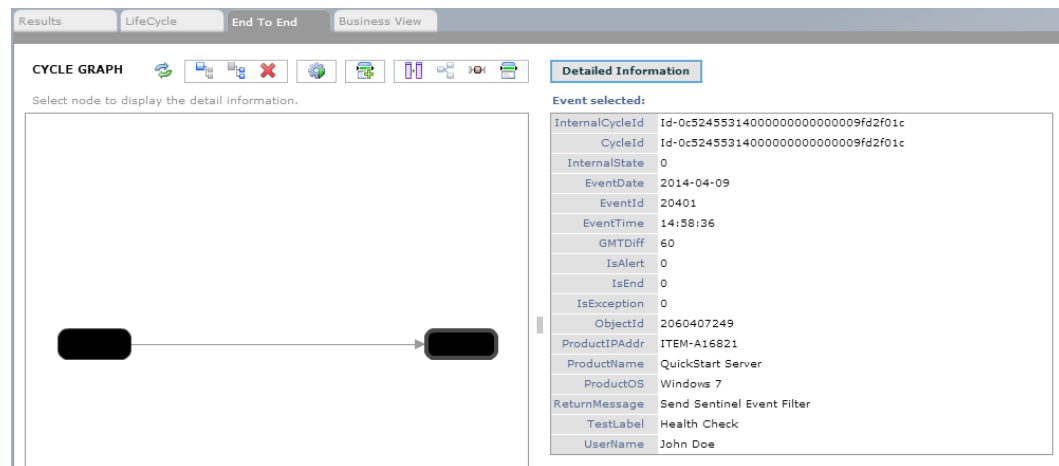 Results LifeCycle End To End Business View
CYCLE GRAPH
Select node to display the detail information.
Detailed Information
Event selected:
InternalCycleId Id-0c52455314000000000000009fd2f01c
CycleId Id-0c52455314000000000000009fd2f01c
InternalState 0
EventDate 2014-04-09
EventId 20401
EventTime 14:58:36
GMTDiff 60
IsAlert 0
IsEnd 0
IsException 0
ObjectId 2060407249
ProductIPAddr ITEM-A16821
ProductName QuickStart Server
ProductOS Windows 7
ReturnMessage Send Sentinel Event Filter
TestLabel Health Check
UserName John Doe